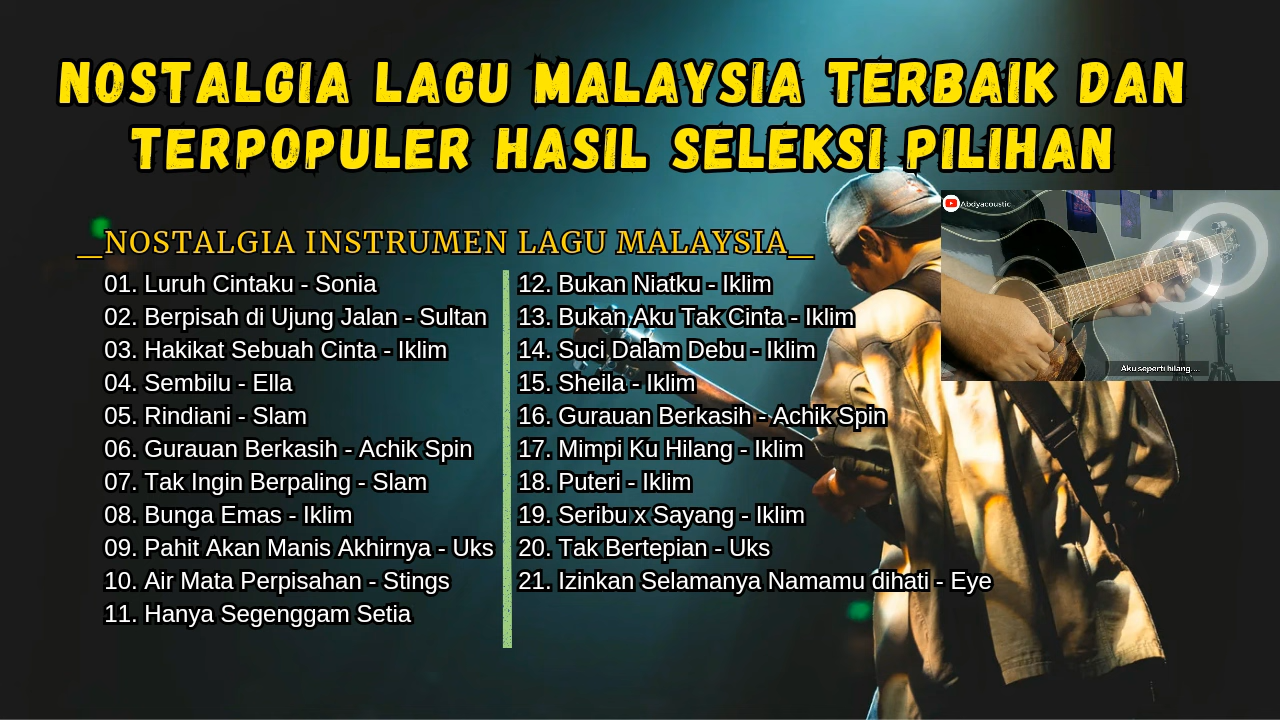 NOSTALGIA LAGU MALAYSIA TERBAIK DAN
TERPOPULER HASIL SELEKSI PILIHAN
Abdyacoustic
Aku seperti hilang....
_NOSTALGIA INSTRUMEN LAGU MALAYSIA_
01. Luruh Cintaku - Sonia
02. Berpisah di Ujung Jalan - Sultan
03. Hakikat Sebuah Cinta - Iklim
04. Sembilu - Ella
05. Rindiani - Slam
06. Gurauan Berkasih - Achik Spin
07. Tak Ingin Berpaling - Slam
08. Bunga Emas - Iklim
09. Pahit Akan Manis Akhirnya - Uks
10. Air Mata Perpisahan - Stings
11. Hanya Segenggam Setia
12. Bukan Niatku - Iklim
13. Bukan Aku Tak Cinta - Iklim
14. Suci Dalam Debu - Iklim
15. Sheila - Iklim
16. Gurauan Berkasih - Achik Spin
17. Mimpi Ku Hilang - Iklim
18. Puteri - Iklim
19. Seribu x Sayang - Iklim
20. Tak Bertepian - Uks
21. Izinkan Selamanya Namamu dihati - Eye